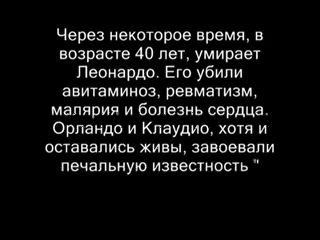 Через некоторое время, в
возрасте 40 лет, умирает
Леонардо. Его убили
авитаминоз, ревматизм,
малярия и болезнь сердца.
Орландо и Клаудио, хотя и
оставались живы, завоевали
печальную известность "